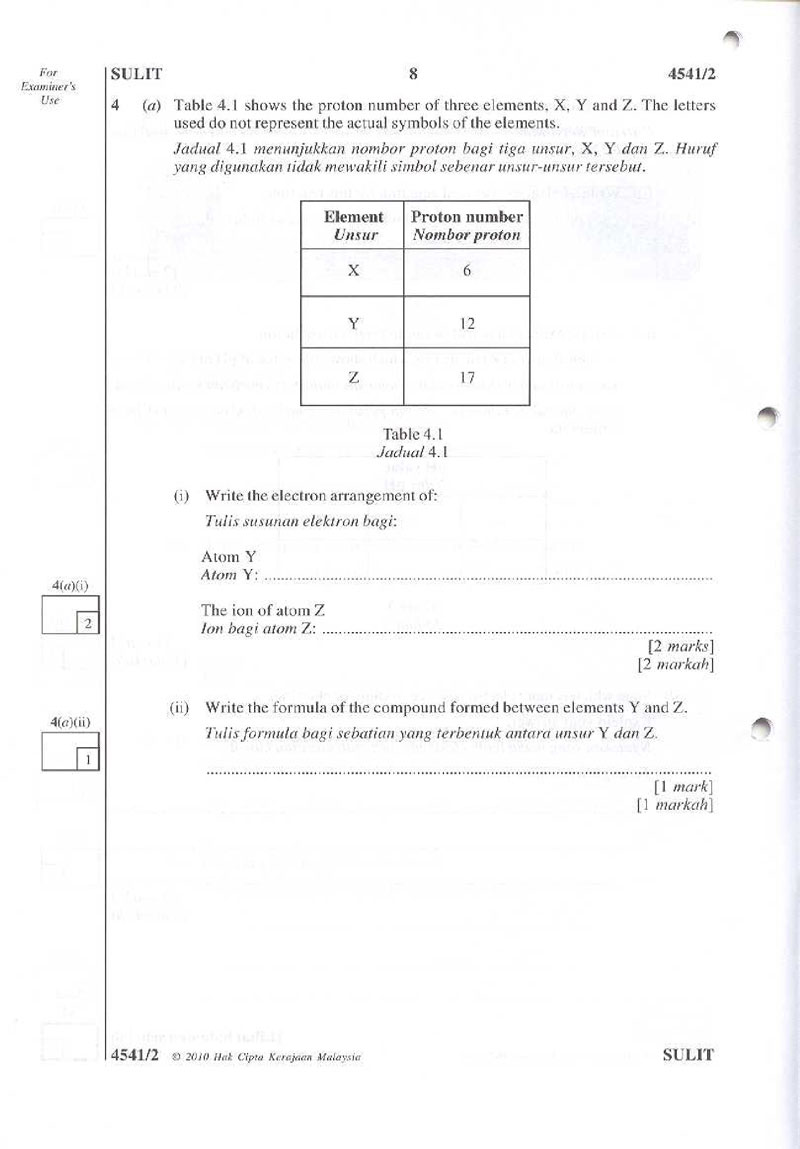 For
Examiner's
Use
SULIT 8 4541/2
4 (a) Table 4.1 shows the proton number of three elements, X, Y and Z. The letters
used do not represent the actual symbols of the elements.
Jadual 4.1 menunjukkan nombor proton bagi tiga unsur, X, Y dan Z. Huruf
yang digunakan tidak mewakili simbol sebenar unsur-unsur tersebut.
Element Proton number
Unsur Nombor proton
X 6
Y 12
Z 17
Table 4.1
Jadual 4.1
(i) Write the electron arrangement of:
Tulis susunan elektron bagi:
Atom Y
Atom Y: ........................................
4(a)(i)
2
The ion of atom Z
Ion bagi atom Z: ........................................
[2 marks]
[2 markah]
(ii) Write the formula of the compound formed between elements Y and Z.
4(a)(ii)
Tulis formula bagi sebatian yang terbentuk antara unsur Y dan Z.
1
........................................
[1 mark]
[1 markah]
4541/2 © 2010 Hak Cipta Kerajaan Malaysia SULIT